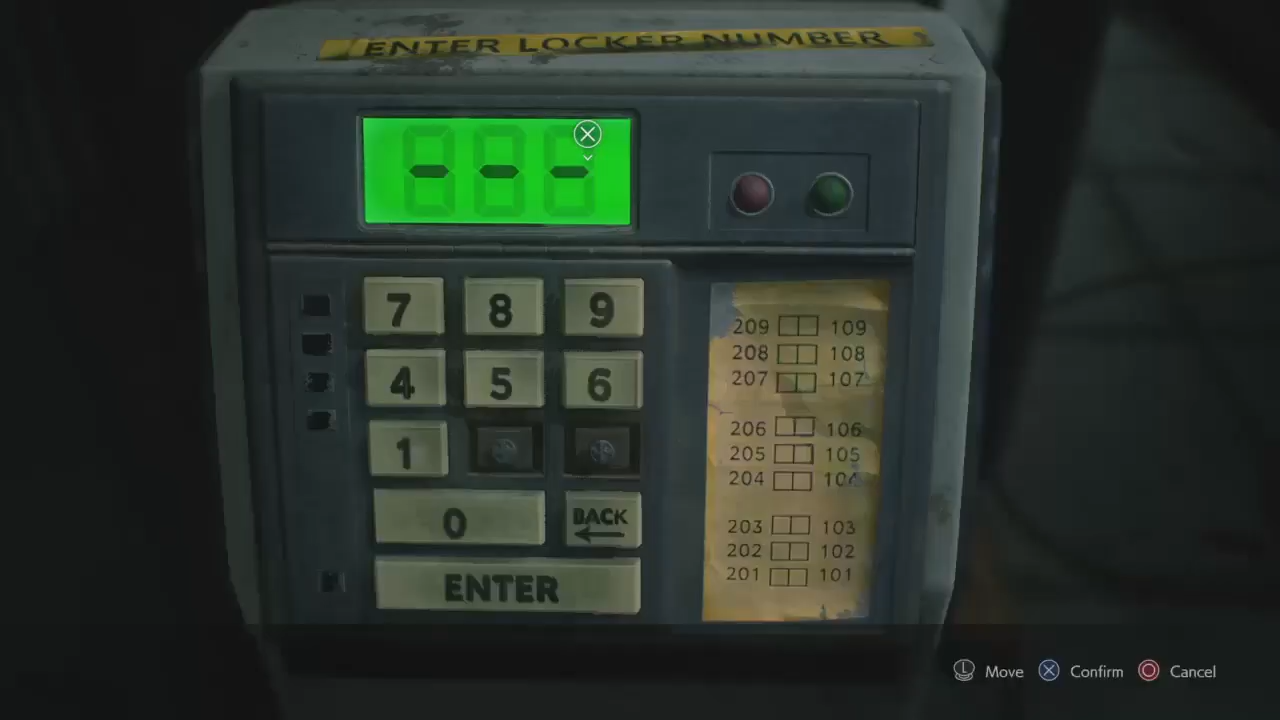 ENTER LOCKER NUMBER
7 8 9
4 5 6
1
0 BACK
ENTER
209 109
208 108
207 107
206 106
205 105
204 104
203 103
202 102
201 101
L Move Confirm Cancel